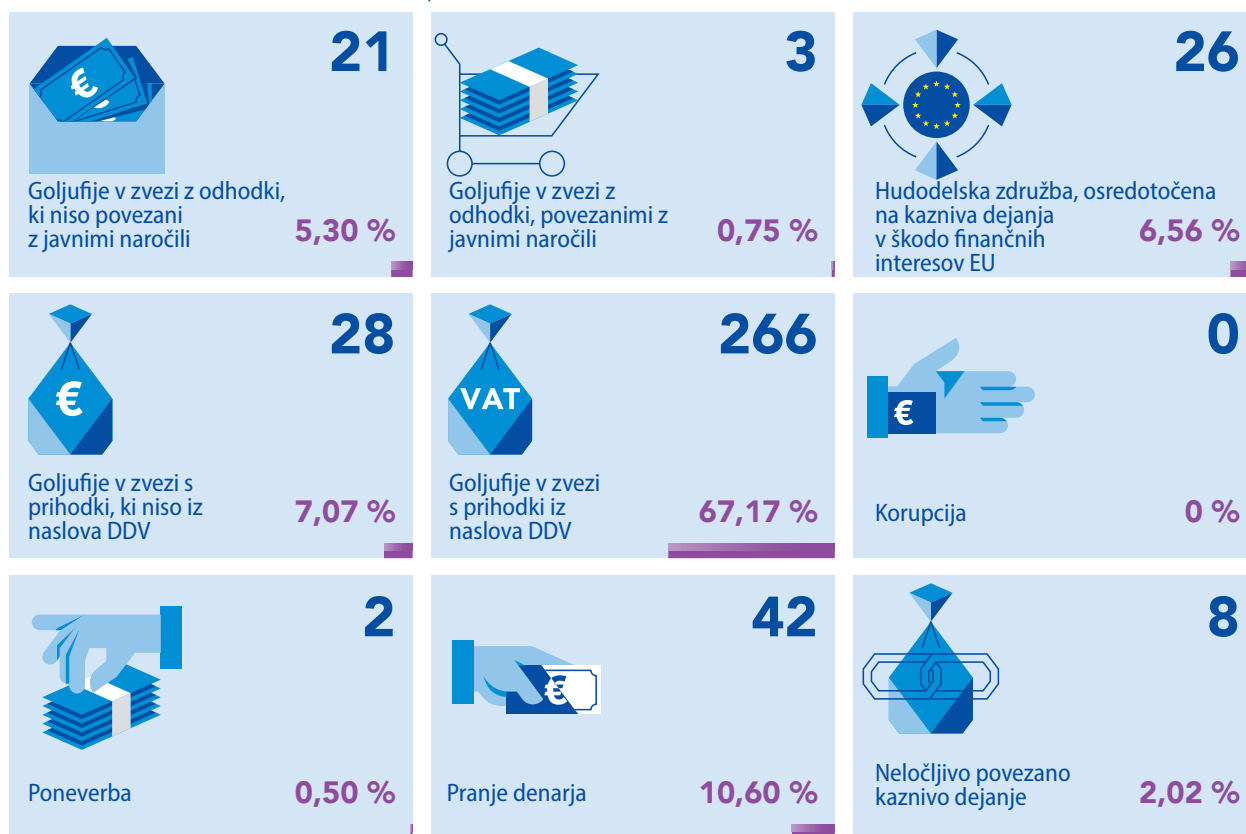 21
€
Goljufije v zvezi z odhodki,
ki niso povezani
z javnimi naročili
5,30 %
3
Goljufije v zvezi z
odhodki, povezanimi z
javnimi naročili
0,75 %
26
Hudodelska združba, osredotočena
na kazniva dejanja
v škodo finančnih
interesov EU
6,56 %
28
€
Goljufije v zvezi s
prihodki, ki niso iz
naslova DDV
7,07 %
266
VAT
Goljufije v zvezi
s prihodki iz
naslova DDV
67,17 %
0
€
Korupcija
0 %
2
Poneverba
0,50 %
42
€
Pranje denarja
10,60 %
8
Neločljivo povezano
kaznivo dejanje
2,02 %